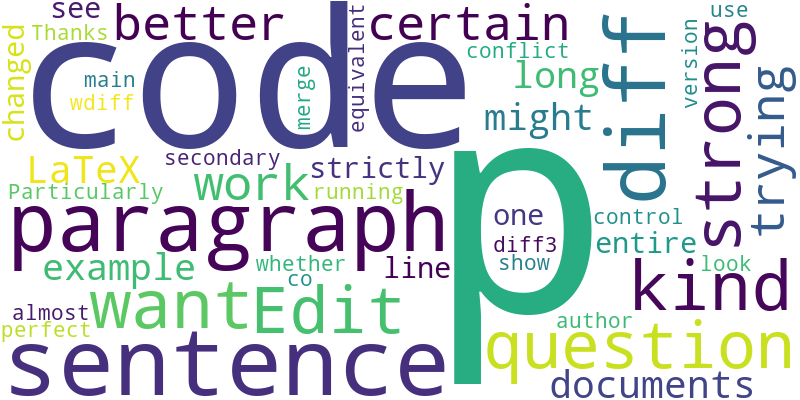 see
better
certain
use
Thanks
code
diff
strong
changed
main
wdiff
merge
equivalent
conflict
long
version
trying
might
LaTeX
secondary
strictly
Particularly
work
running
p
paragraph
one
control
diff3
entire
example
whether
line
show
look
co
want
Edit
kind
almost
perfect
author
question
sentence
documents